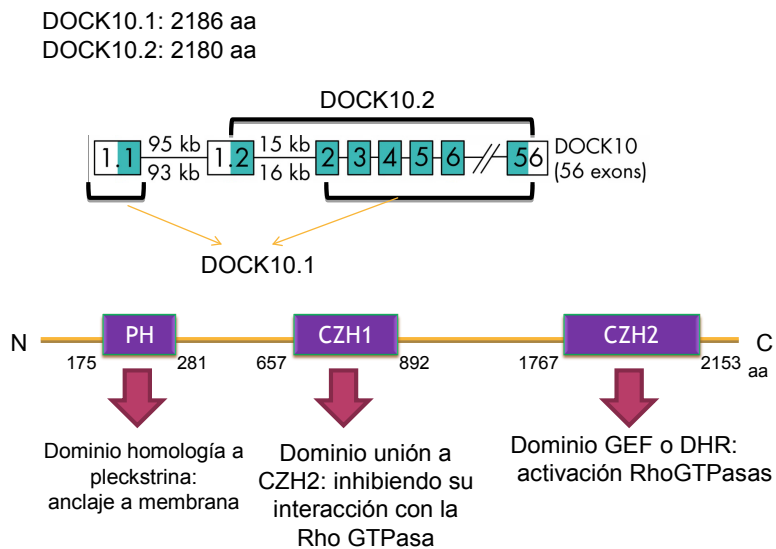 DOCK10.1: 2186 aa
DOCK10.2: 2180 aa
DOCK10.2
1.1
95 kb
93 kb
1.2
15 kb
16 kb
2 3 4 5 6 // 56
DOCK10
(56 exons)
DOCK10.1
N
PH
CZH1
CZH2
C
175
281
657
892
1767
2153
aa
Dominio homología a
pleckstrina:
anclaje a membrana
Dominio unión a
CZH2: inhibiendo su
interacción con la
Rho GTPasa
Dominio GEF o DHR:
activación RhoGTPasas